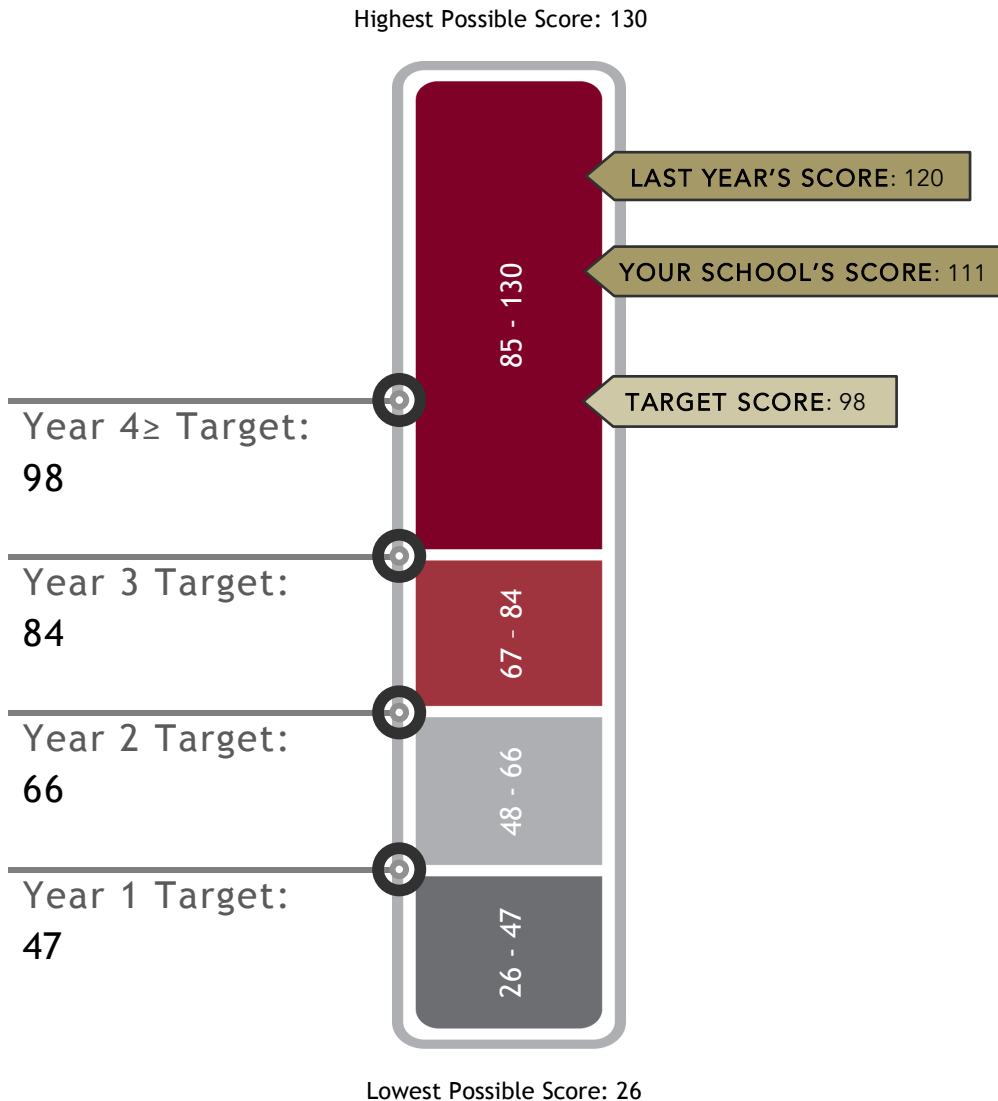 Highest Possible Score: 130
LAST YEAR'S SCORE: 120
YOUR SCHOOL'S SCORE: 111
85 - 130
TARGET SCORE: 98
Year 4≥ Target:
98
Year 3 Target:
84
67 - 84
Year 2 Target:
66
48 - 66
Year 1 Target:
47
26 - 47
Lowest Possible Score: 26